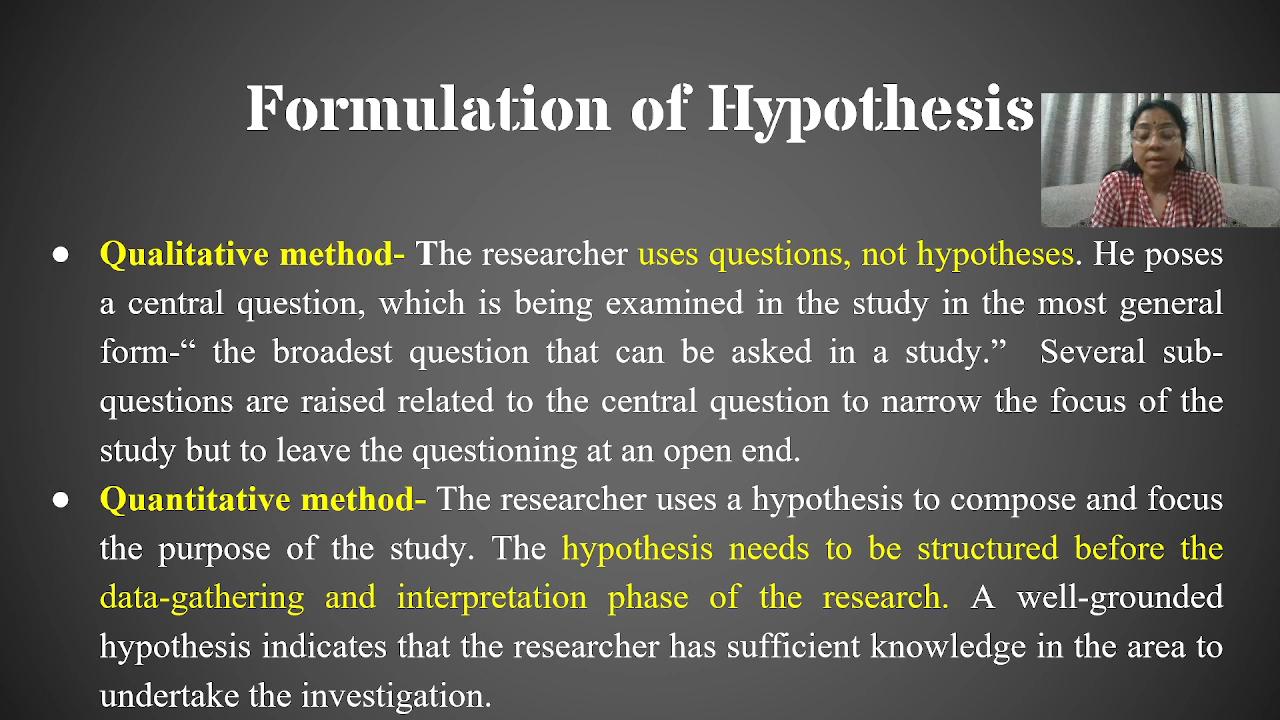 Formulation of Hypothesis
● Qualitative method- The researcher uses questions, not hypotheses. He poses
a central question, which is being examined in the study in the most general
form-“ the broadest question that can be asked in a study.” Several sub-
questions are raised related to the central question to narrow the focus of the
study but to leave the questioning at an open end.
● Quantitative method- The researcher uses a hypothesis to compose and focus
the purpose of the study. The hypothesis needs to be structured before the
data-gathering and interpretation phase of the research. A well-grounded
hypothesis indicates that the researcher has sufficient knowledge in the area to
undertake the investigation.